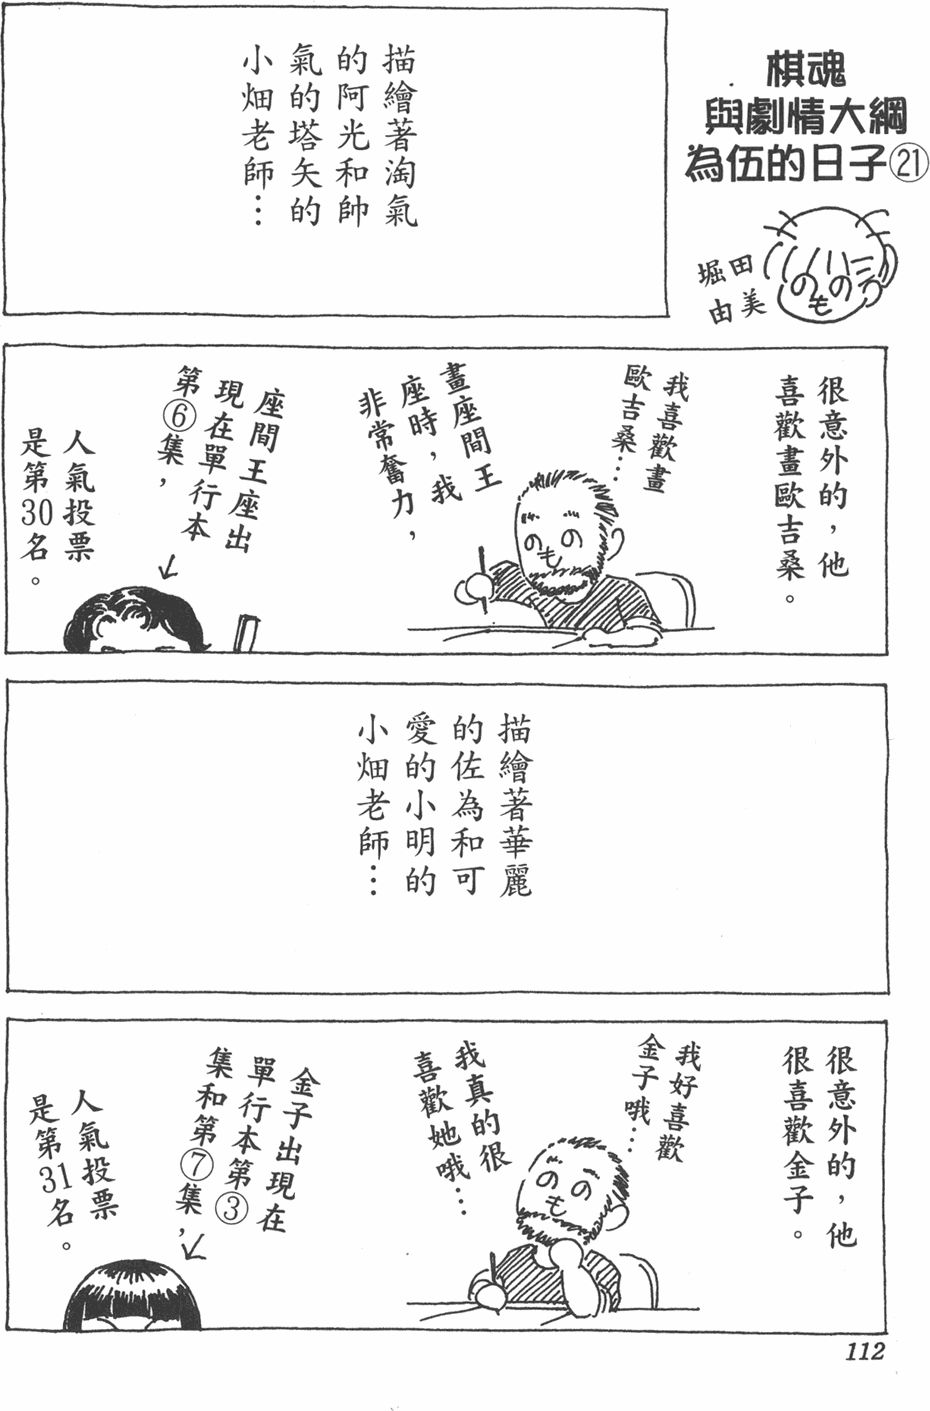 棋魂
與劇情大綱
為伍的日子㉑
堀田
由美
描繪著淘氣
的阿光和帥
氣的塔矢的
小畑老師…
很意外的，他
喜歡畫歐吉桑。
我喜歡畫
歐吉桑…
畫座間王
座時，我
非常奮力，
座間王座出
現在單行本
第⑥集，
人氣投票
是第30名。
描繪著華麗
的佐為和可
愛的小明的
小畑老師…
很意外的，他
很喜歡金子。
我好喜歡
金子哦…
我真的很
喜歡她哦…
金子出現在
單行本第③
集和第⑦集，
人氣投票
是第31名。
112